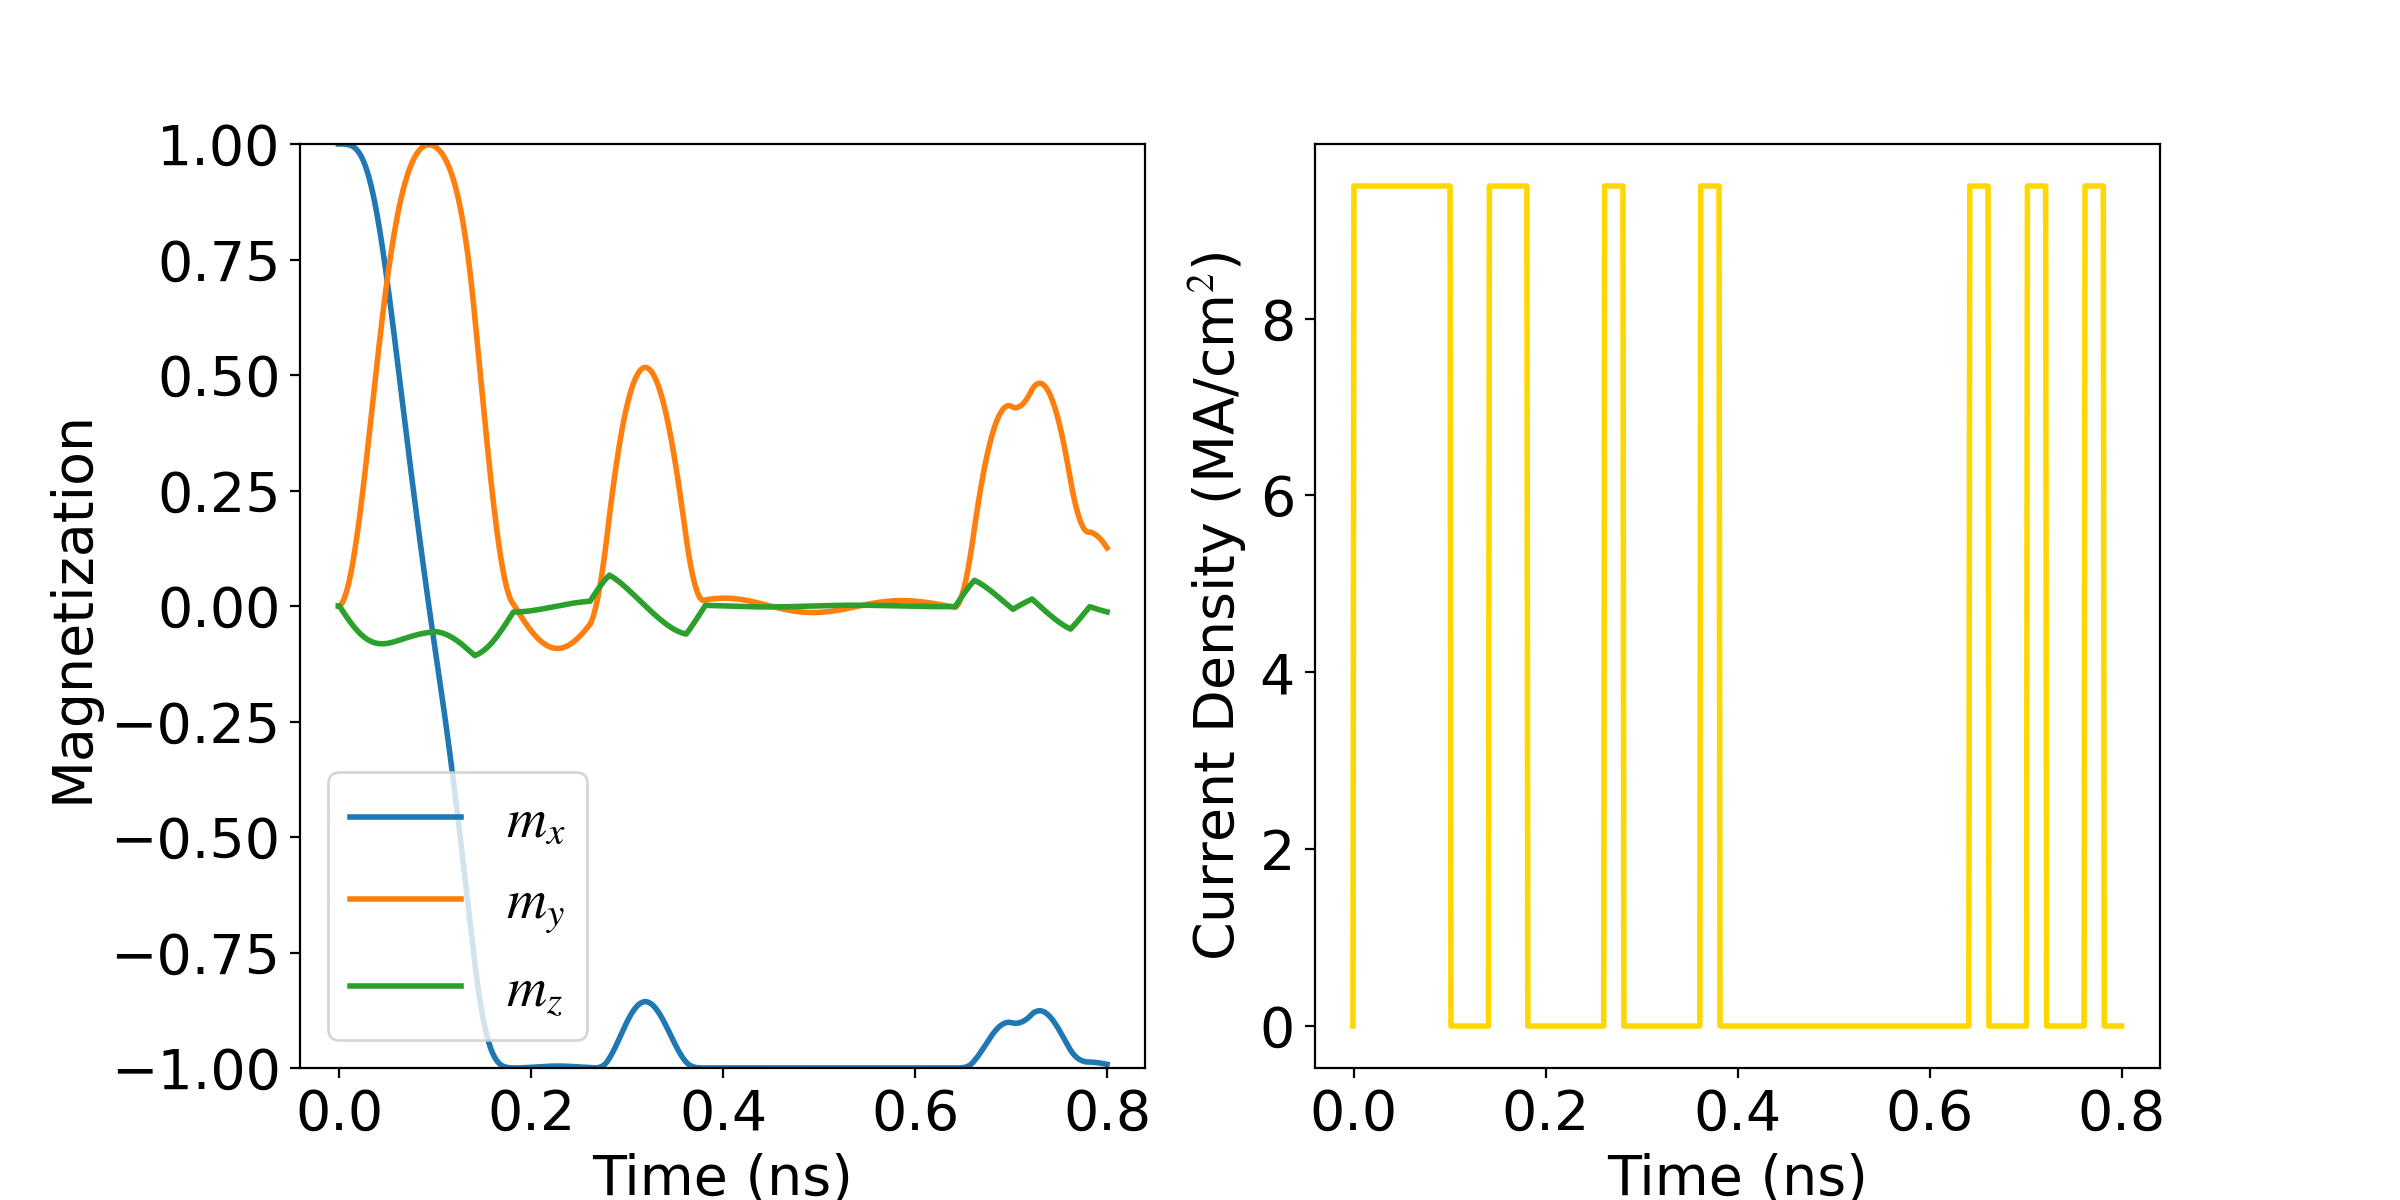 1.00
0.75
0.50
0.25
0.00
−0.25
−0.50
−0.75
−1.00
Magnetization
m_x
m_y
m_z
0.0 0.2 0.4 0.6 0.8
Time (ns)
8
6
4
2
0
Current Density (MA/cm²)
0.0 0.2 0.4 0.6 0.8
Time (ns)